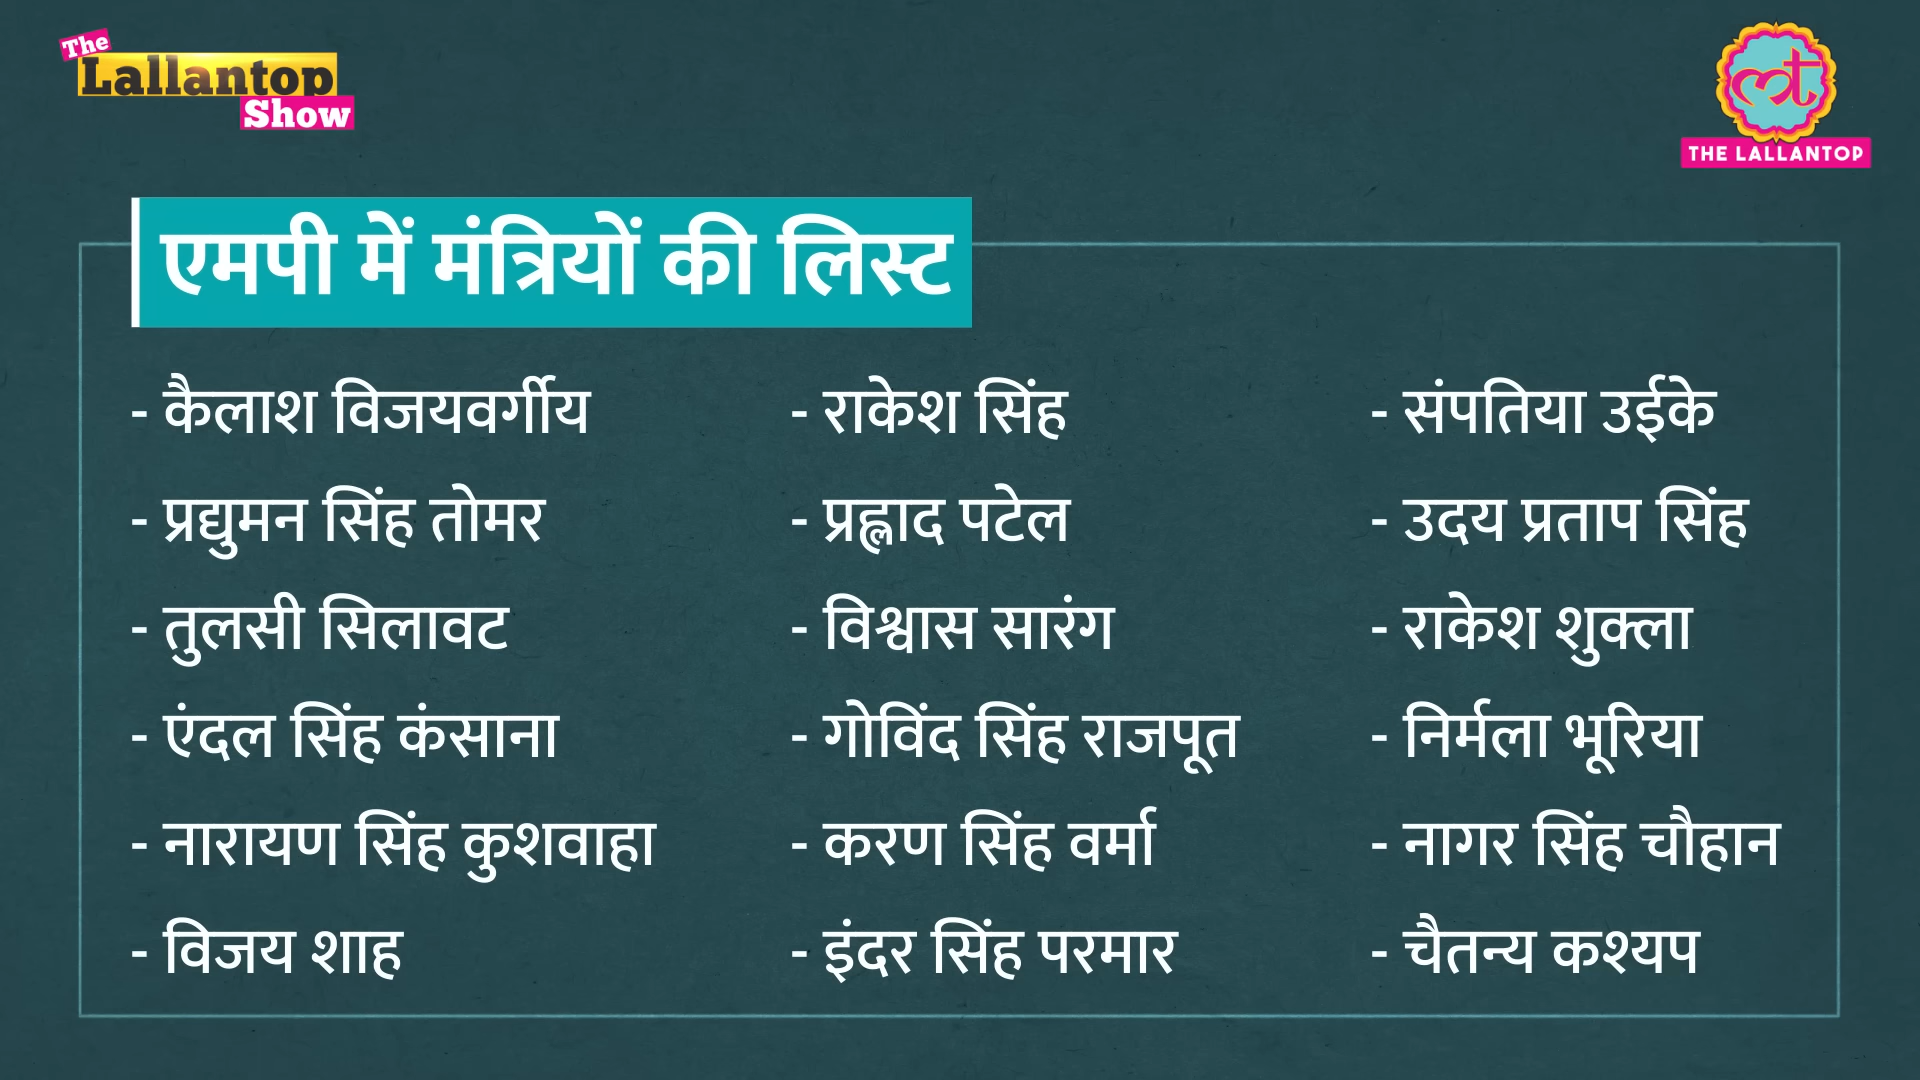 The
Lallantop
Show
THE LALLANTOP
एमपी में मंत्रियों की लिस्ट
- कैलाश विजयवर्गीय
- प्रद्युमन सिंह तोमर
- तुलसी सिलावट
- एंदल सिंह कंसाना
- नारायण सिंह कुशवाहा
- विजय शाह
- राकेश सिंह
- प्रह्लाद पटेल
- विश्वास सारंग
- गोविंद सिंह राजपूत
- करण सिंह वर्मा
- इंदर सिंह परमार
- संपतिया उईके
- उदय प्रताप सिंह
- राकेश शुक्ला
- निर्मला भूरिया
- नागर सिंह चौहान
- चैतन्य कश्यप